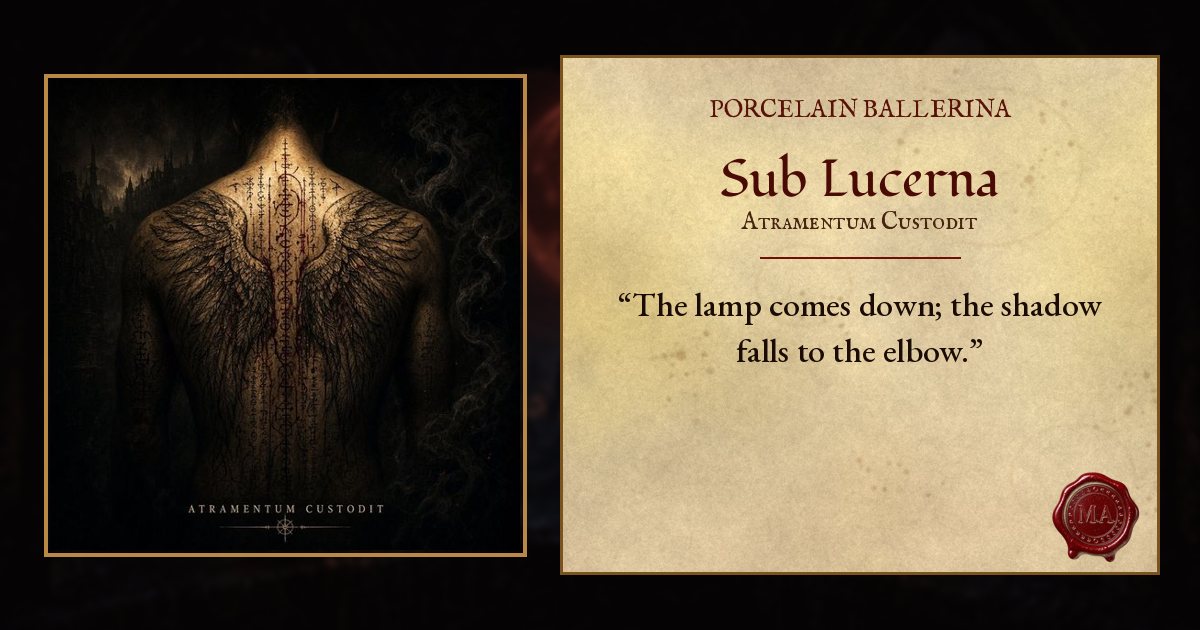 ATRAMENTUM CUSTODIT
PORCELAIN BALLERINA
Sub Lucerna
Atramentum Custodit
“The lamp comes down; the shadow
falls to the elbow.”
MA